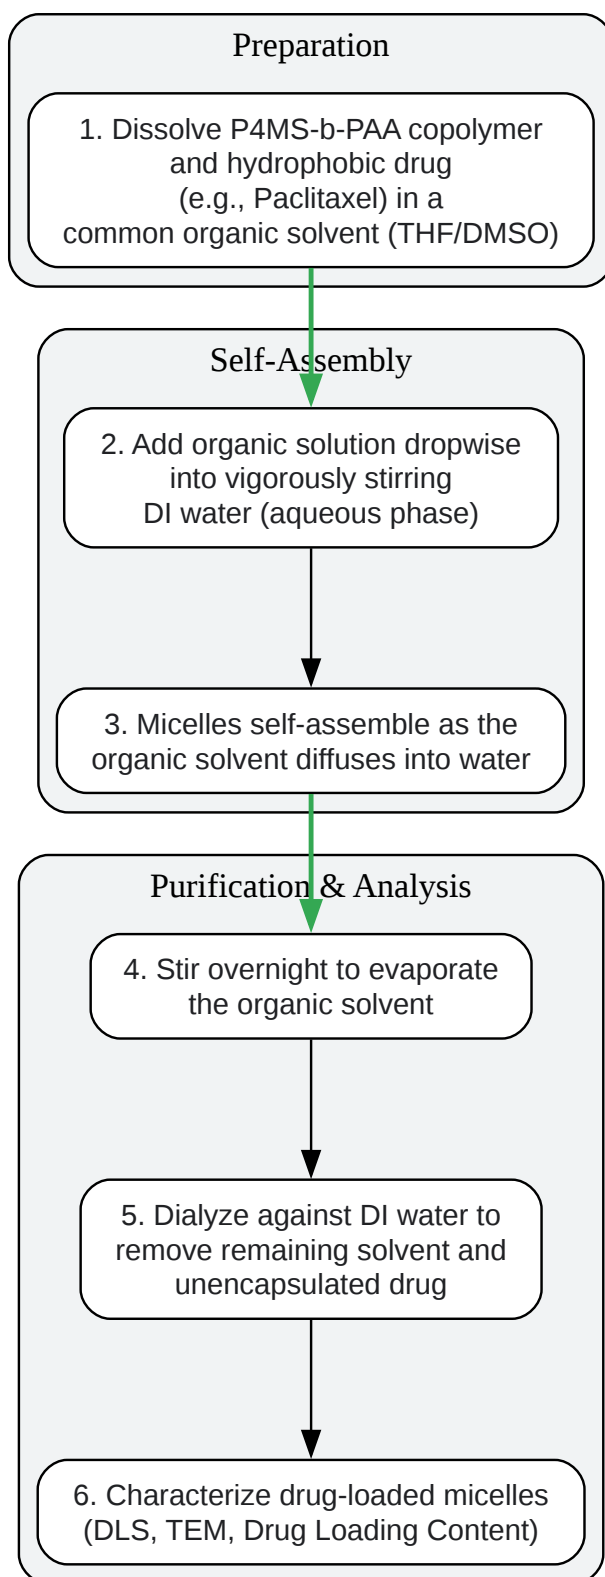 Preparation
1. Dissolve P4MS-b-PAA copolymer
and hydrophobic drug
(e.g., Paclitaxel) in a
common organic solvent (THF/DMSO)
Self-Assembly
2. Add organic solution dropwise
into vigorously stirring
DI water (aqueous phase)
3. Micelles self-assemble as the
organic solvent diffuses into water
Purification & Analysis
4. Stir overnight to evaporate
the organic solvent
5. Dialyze against DI water to
remove remaining solvent and
unencapsulated drug
6. Characterize drug-loaded micelles
(DLS, TEM, Drug Loading Content)